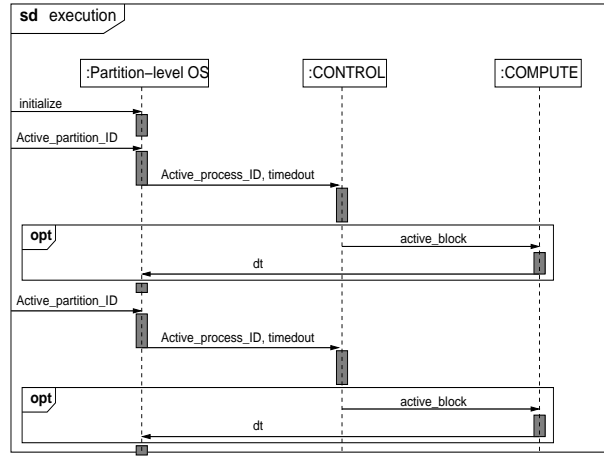 sd execution
:Partition–level OS :CONTROL :COMPUTE
initialize
Active_partition_ID
Active_process_ID, timedout
opt
active_block
dt
Active_partition_ID
Active_process_ID, timedout
opt
active_block
dt